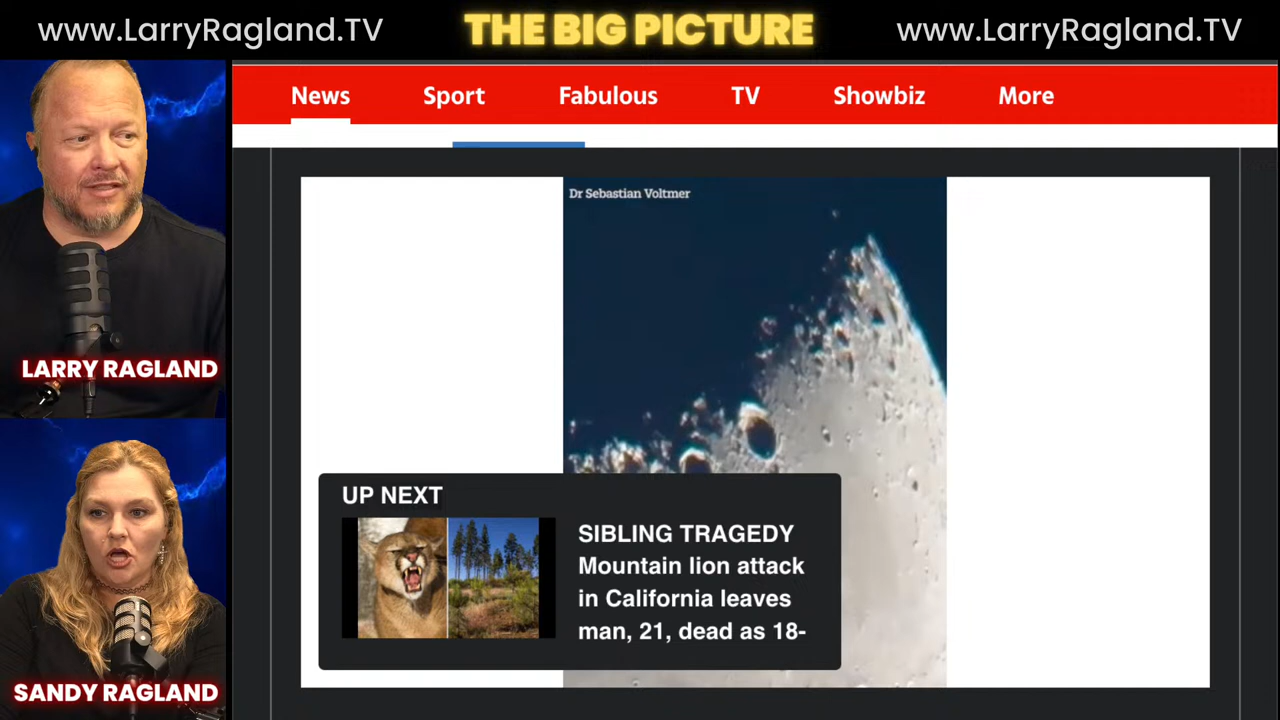 www.LarryRagland.TV
THE BIG PICTURE
www.LarryRagland.TV
News Sport Fabulous TV Showbiz More
Dr Sebastian Voltmer
LARRY RAGLAND
UP NEXT
SIBLING TRAGEDY
Mountain lion attack
in California leaves
man, 21, dead as 18-
SANDY RAGLAND